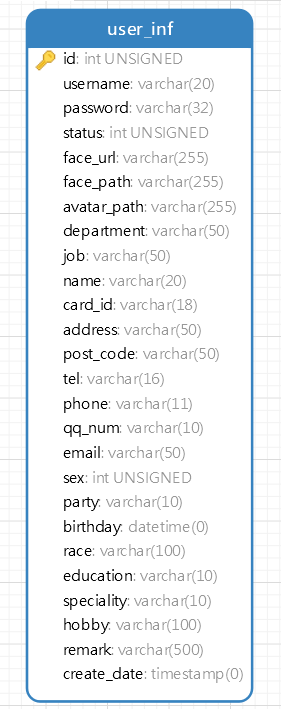 user_inf
id: int UNSIGNED
username: varchar(20)
password: varchar(32)
status: int UNSIGNED
face_url: varchar(255)
face_path: varchar(255)
avatar_path: varchar(255)
department: varchar(50)
job: varchar(50)
name: varchar(20)
card_id: varchar(18)
address: varchar(50)
post_code: varchar(50)
tel: varchar(16)
phone: varchar(11)
qq_num: varchar(10)
email: varchar(50)
sex: int UNSIGNED
party: varchar(10)
birthday: datetime(0)
race: varchar(100)
education: varchar(10)
speciality: varchar(10)
hobby: varchar(100)
remark: varchar(500)
create_date: timestamp(0)